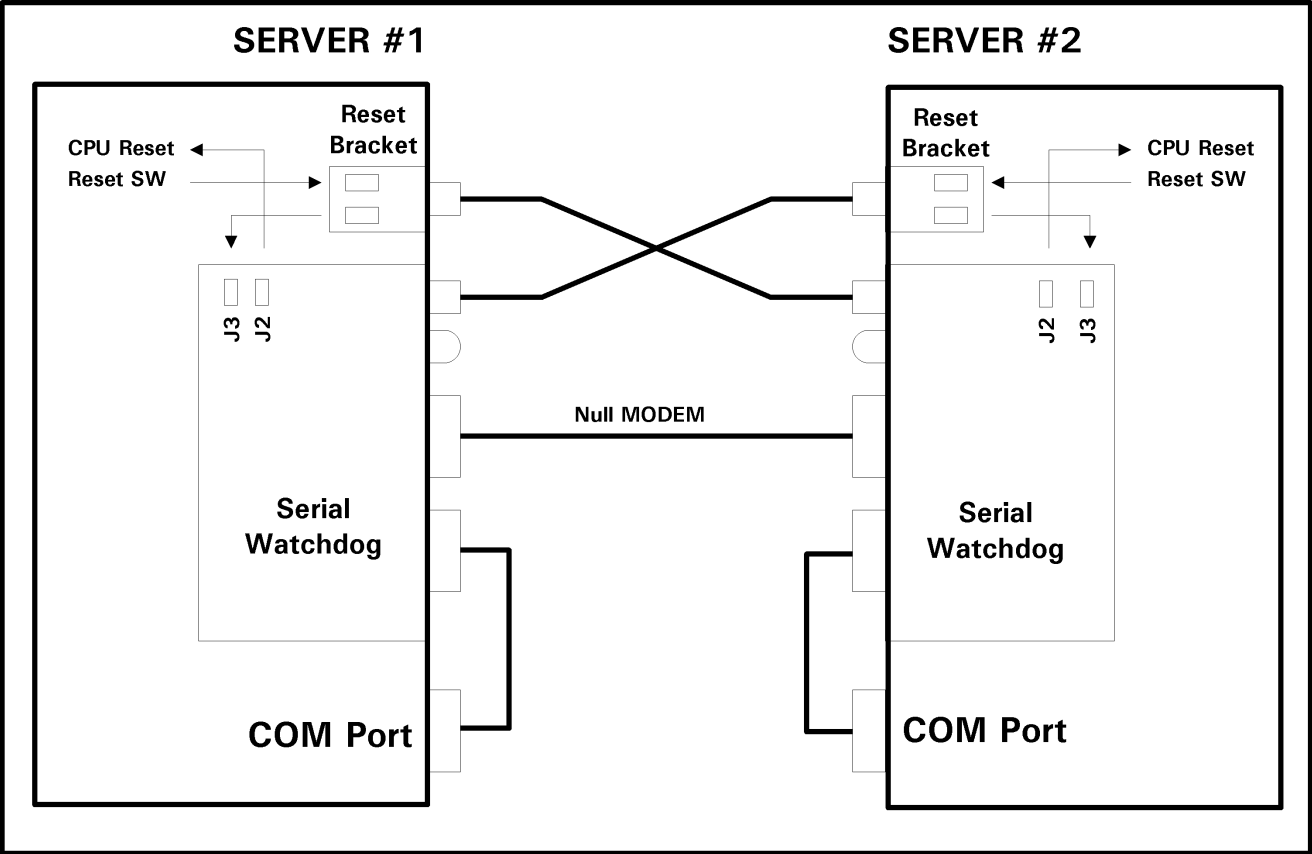 SERVER #1
SERVER #2
Reset
Bracket
CPU Reset
Reset SW
Reset
Bracket
CPU Reset
Reset SW
J3
J2
J2
J3
Null MODEM
Serial
Watchdog
Serial
Watchdog
COM Port
COM Port